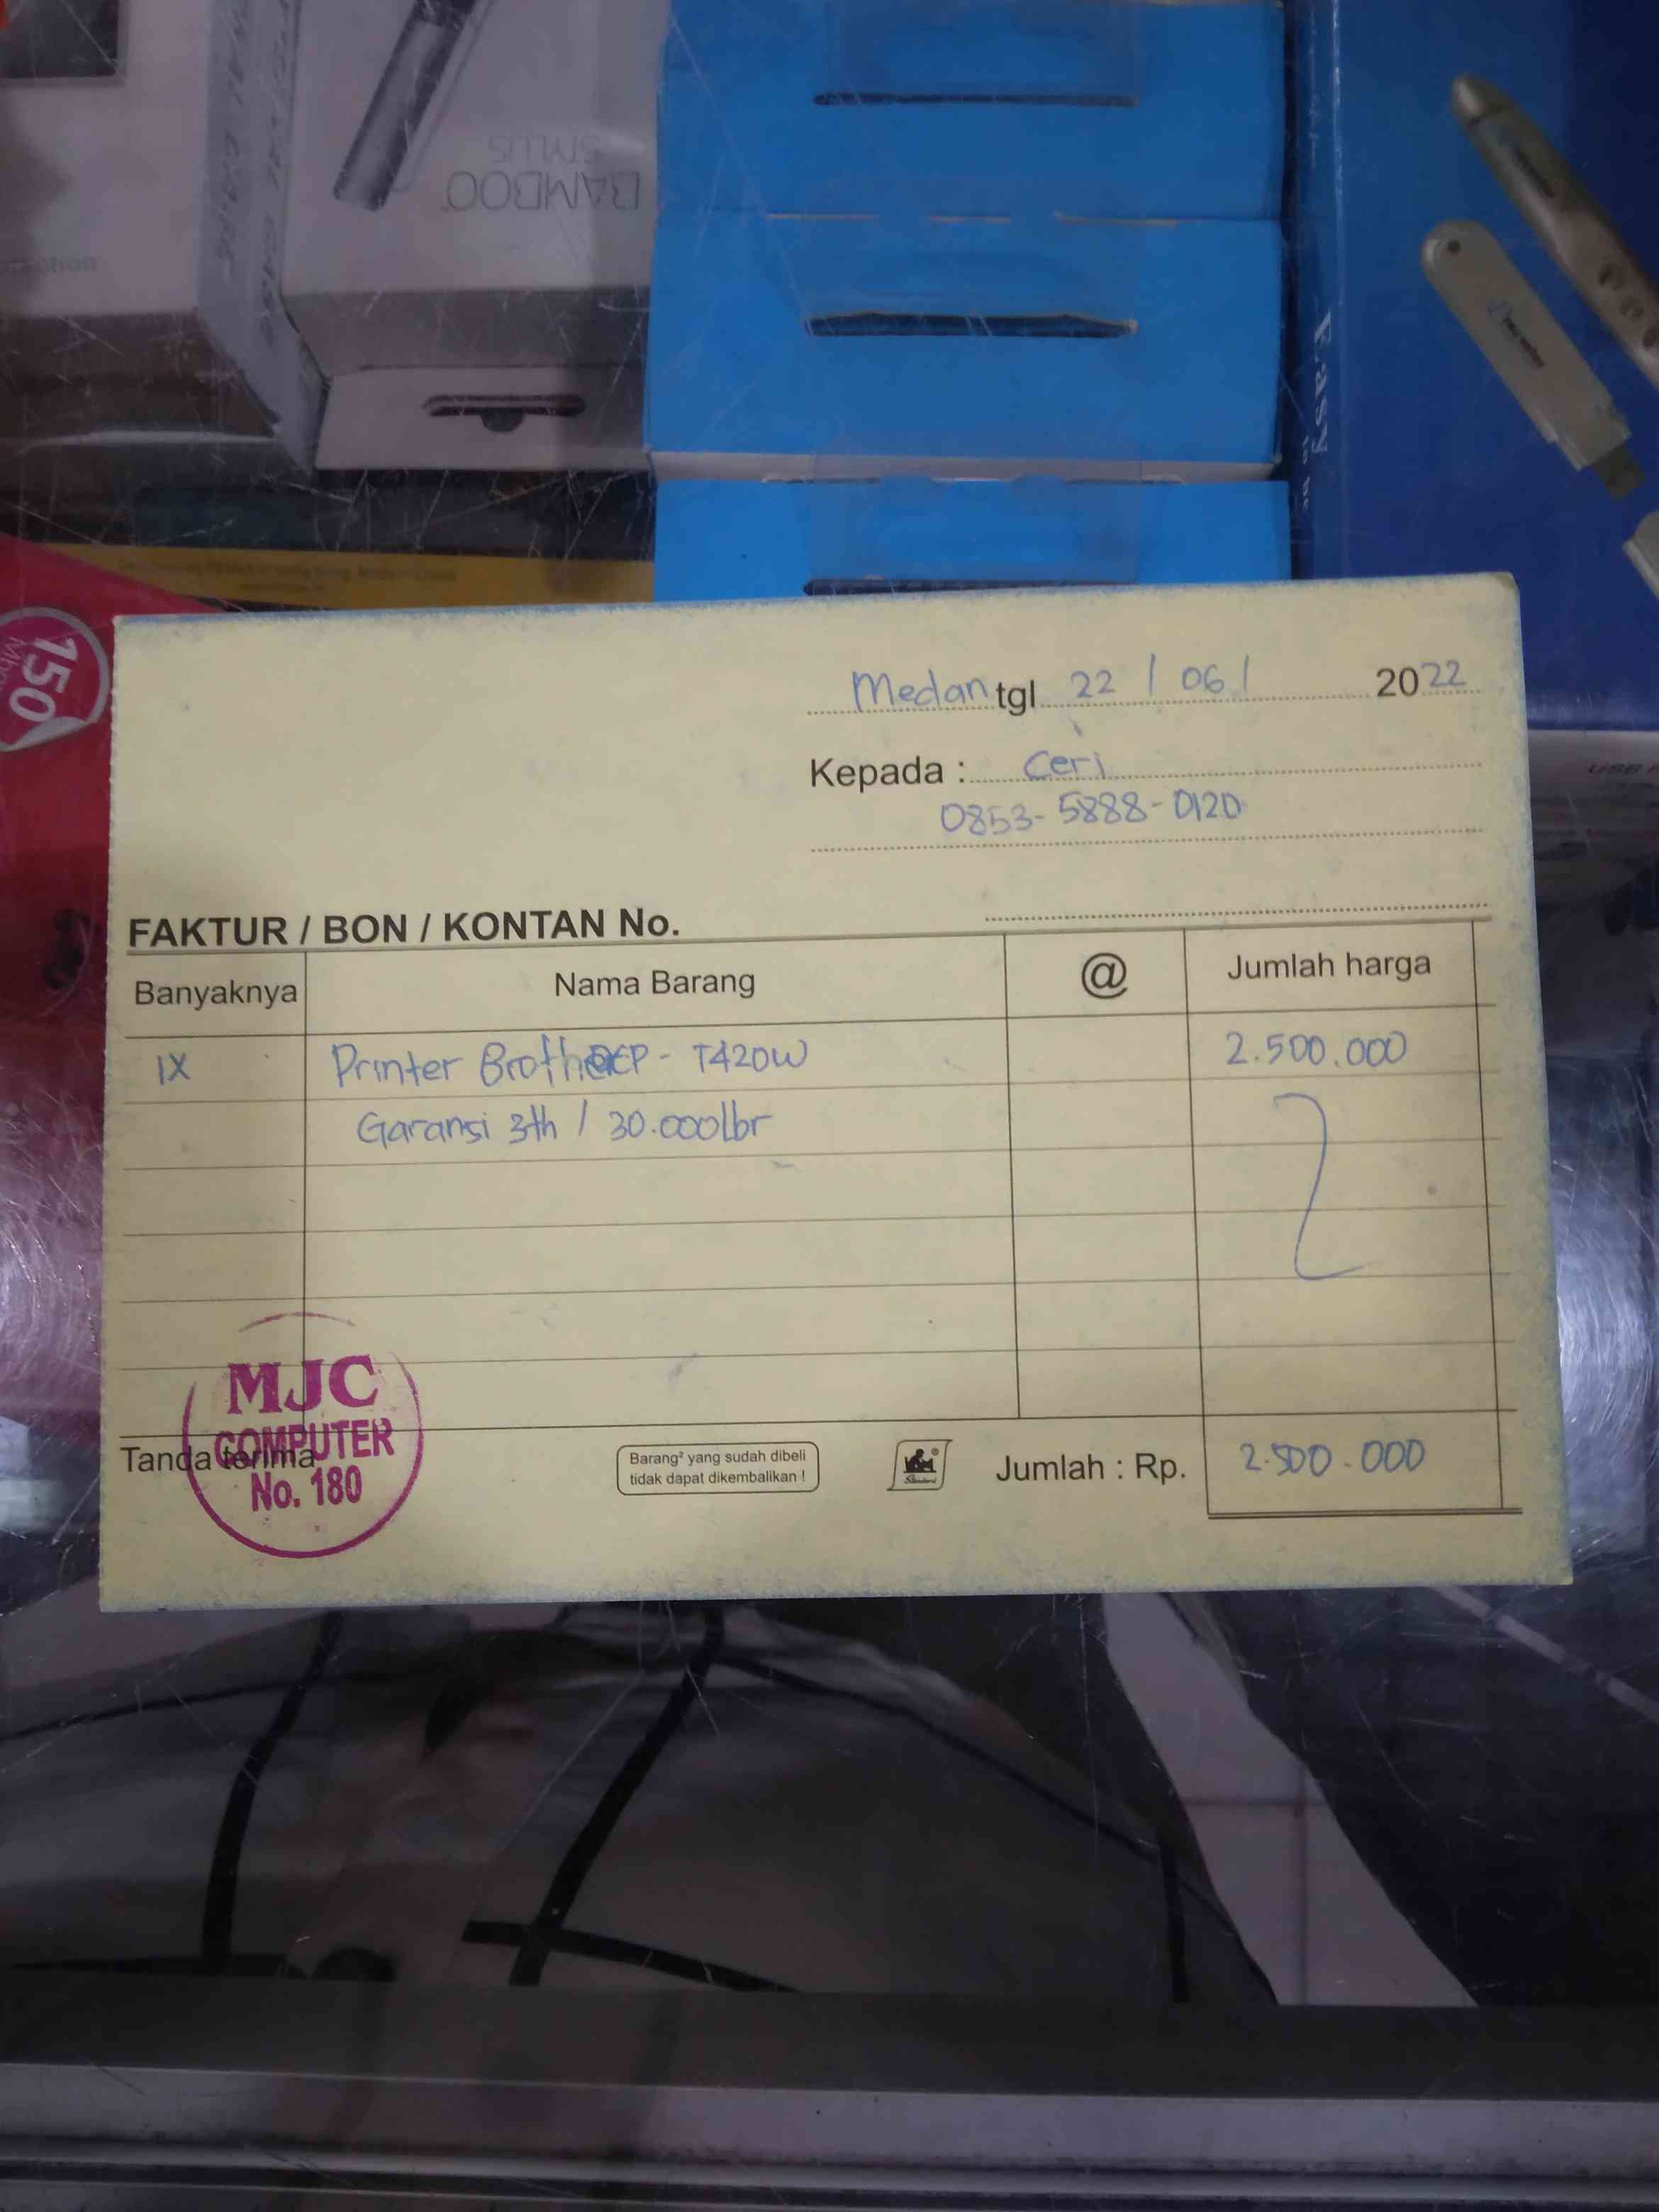 BAMBOO
STYLUS
Easy
150
Medan tgl 22 / 06 / 2022
Kepada : Ceri
0853-5888-0120
FAKTUR / BON / KONTAN No.
Banyaknya Nama Barang @ Jumlah harga
1X Printer Brother DCP - T420W 2.500.000
Garansi 3th / 30.000lbr
MJC
COMPUTER
No. 180
Tanda terima
Barang² yang sudah dibeli
tidak dapat dikembalikan !
Jumlah : Rp. 2.500.000